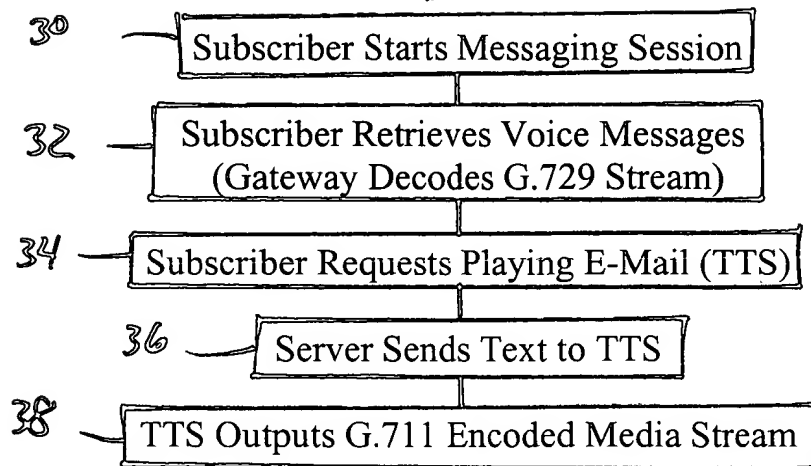 30 Subscriber Starts Messaging Session
32 Subscriber Retrieves Voice Messages
(Gateway Decodes G.729 Stream)
34 Subscriber Requests Playing E-Mail (TTS)
36 Server Sends Text to TTS
38 TTS Outputs G.711 Encoded Media Stream